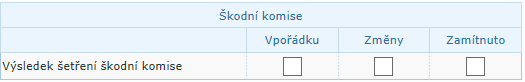 Škodní komise
Vpořádku Změny Zamítnuto
Výsledek šetření škodní komise